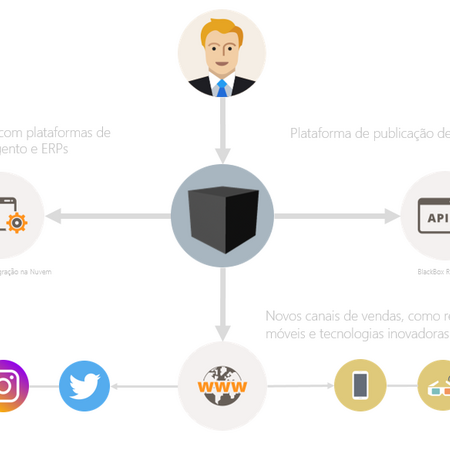 com plataformas de
Plataforma de publicação de
gento e ERPs
API
gração na Nuvem
BlackBox R
Novos canais de vendas, como r
móveis e tecnologias inovadoras
www